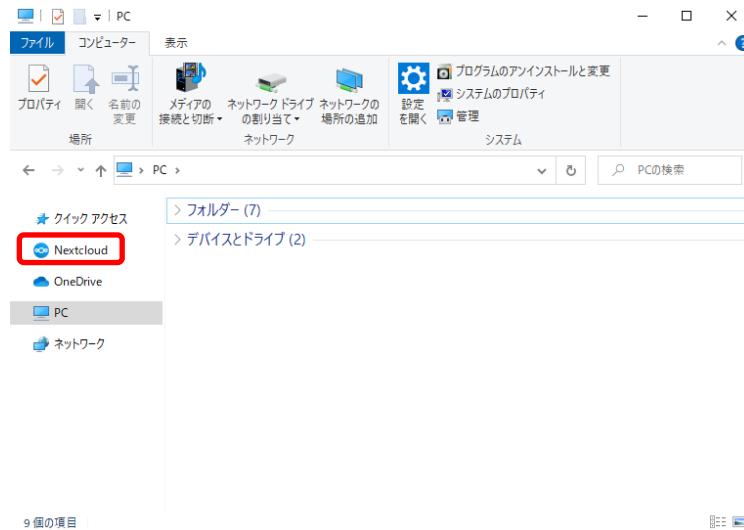 PC
ファイル コンピューター 表示
プロパティ 開く 名前の
変更
メディアの
接続と切断
ネットワーク ドライブ
の割り当て
ネットワークの
場所の追加
設定
を開く
プログラムのアンインストールと変更
システムのプロパティ
管理
場所 ネットワーク システム
PC PCの検索
クイック アクセス
Nextcloud
OneDrive
PC
ネットワーク
フォルダー (7)
デバイスとドライブ (2)
9 個の項目